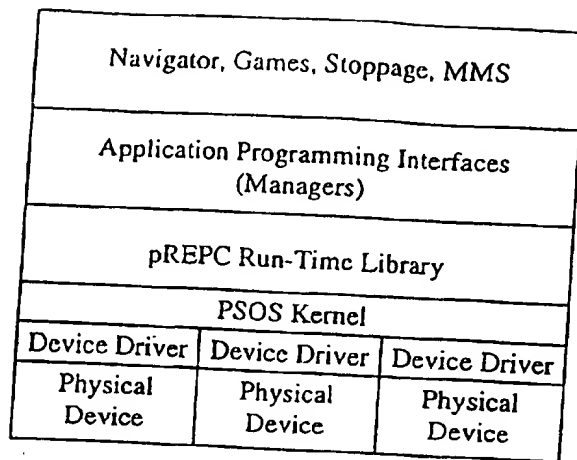 Navigator, Games, Stoppage, MMS
Application Programming Interfaces
(Managers)
pREPC Run-Time Library
PSOS Kernel
Device Driver Device Driver Device Driver
Physical Physical Physical
Device Device Device